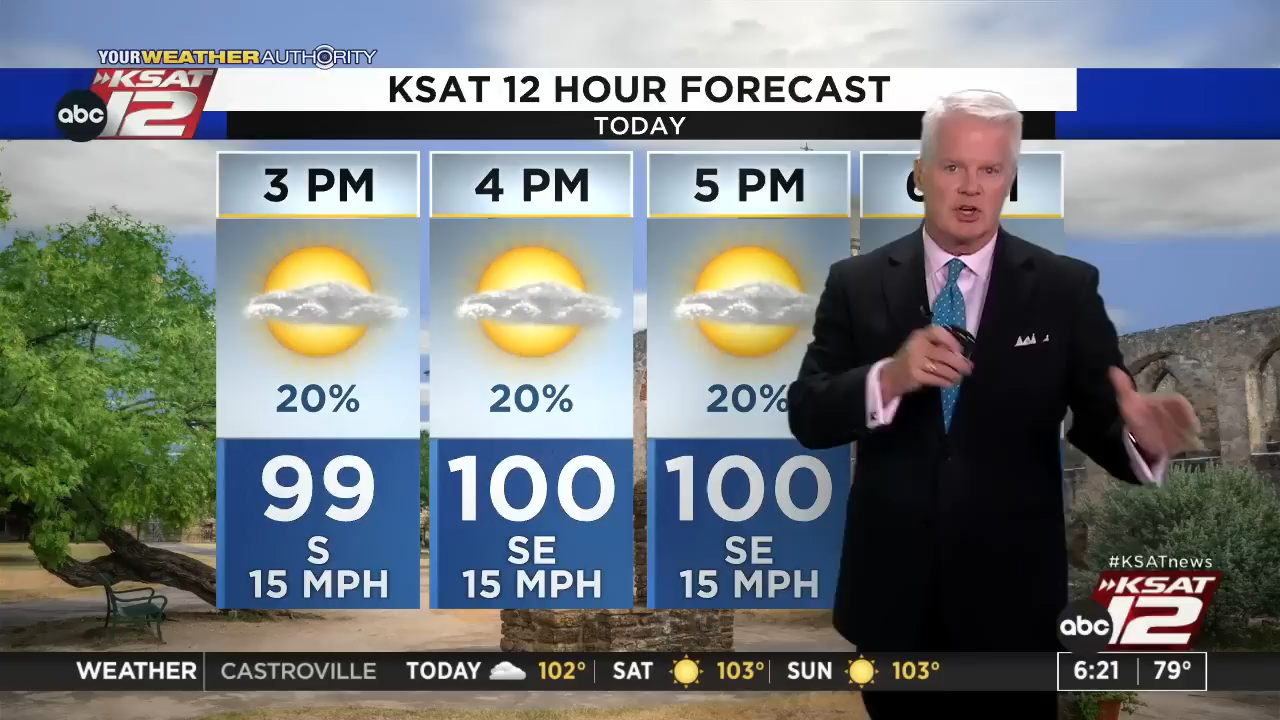 YOURWEATHERAUTHORITY
KSAT
abc 12
KSAT 12 HOUR FORECAST
TODAY
3 PM
20%
99
S
15 MPH
4 PM
20%
100
SE
15 MPH
5 PM
20%
100
SE
15 MPH
#KSATnews
KSAT
abc 12
WEATHER CASTROVILLE TODAY 102° SAT 103° SUN 103° 6:21 79°